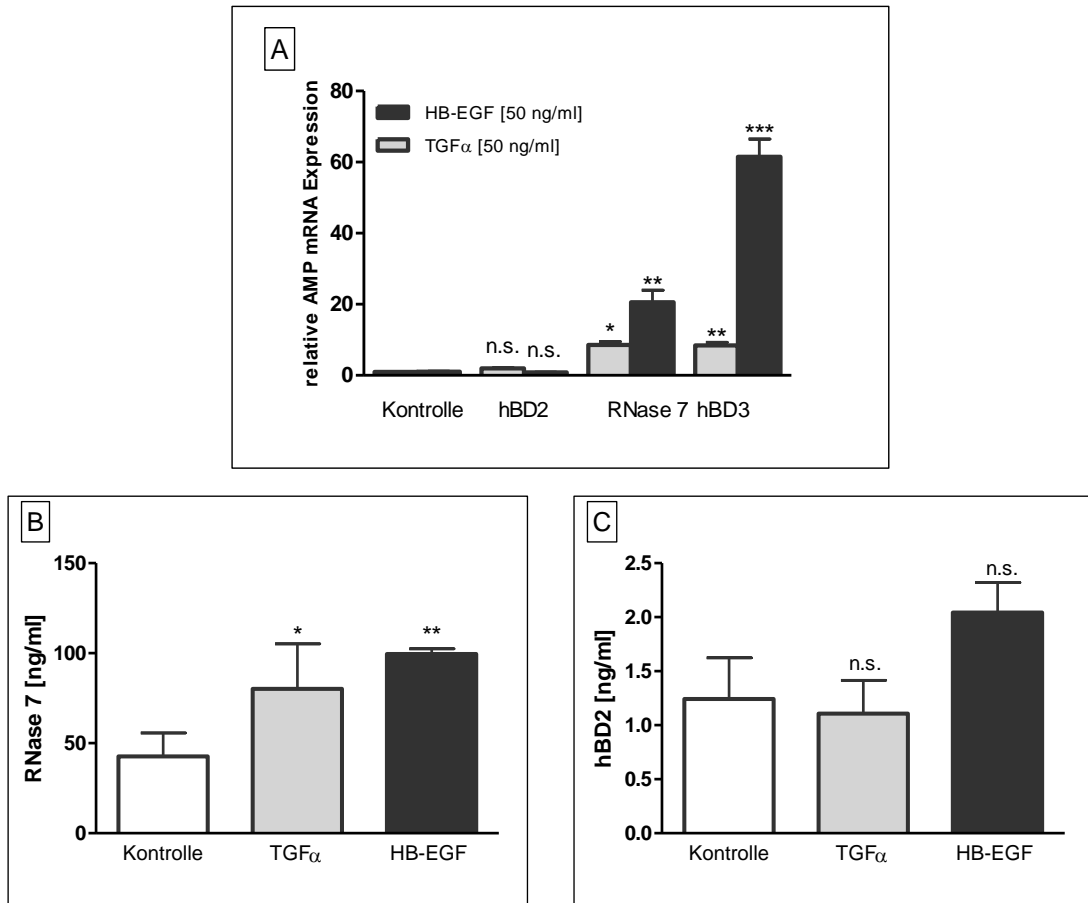 A
relative AMP mRNA Expression
80
60
40
20
0
HB-EGF [50 ng/ml]
TGFα [50 ng/ml]
n.s. n.s. * ** ** ***
Kontrolle hBD2 RNase 7 hBD3
B
RNase 7 [ng/ml]
150
100
50
0
* **
Kontrolle TGFα HB-EGF
C
hBD2 [ng/ml]
2.5
2.0
1.5
1.0
0.5
0.0
n.s. n.s.
Kontrolle TGFα HB-EGF